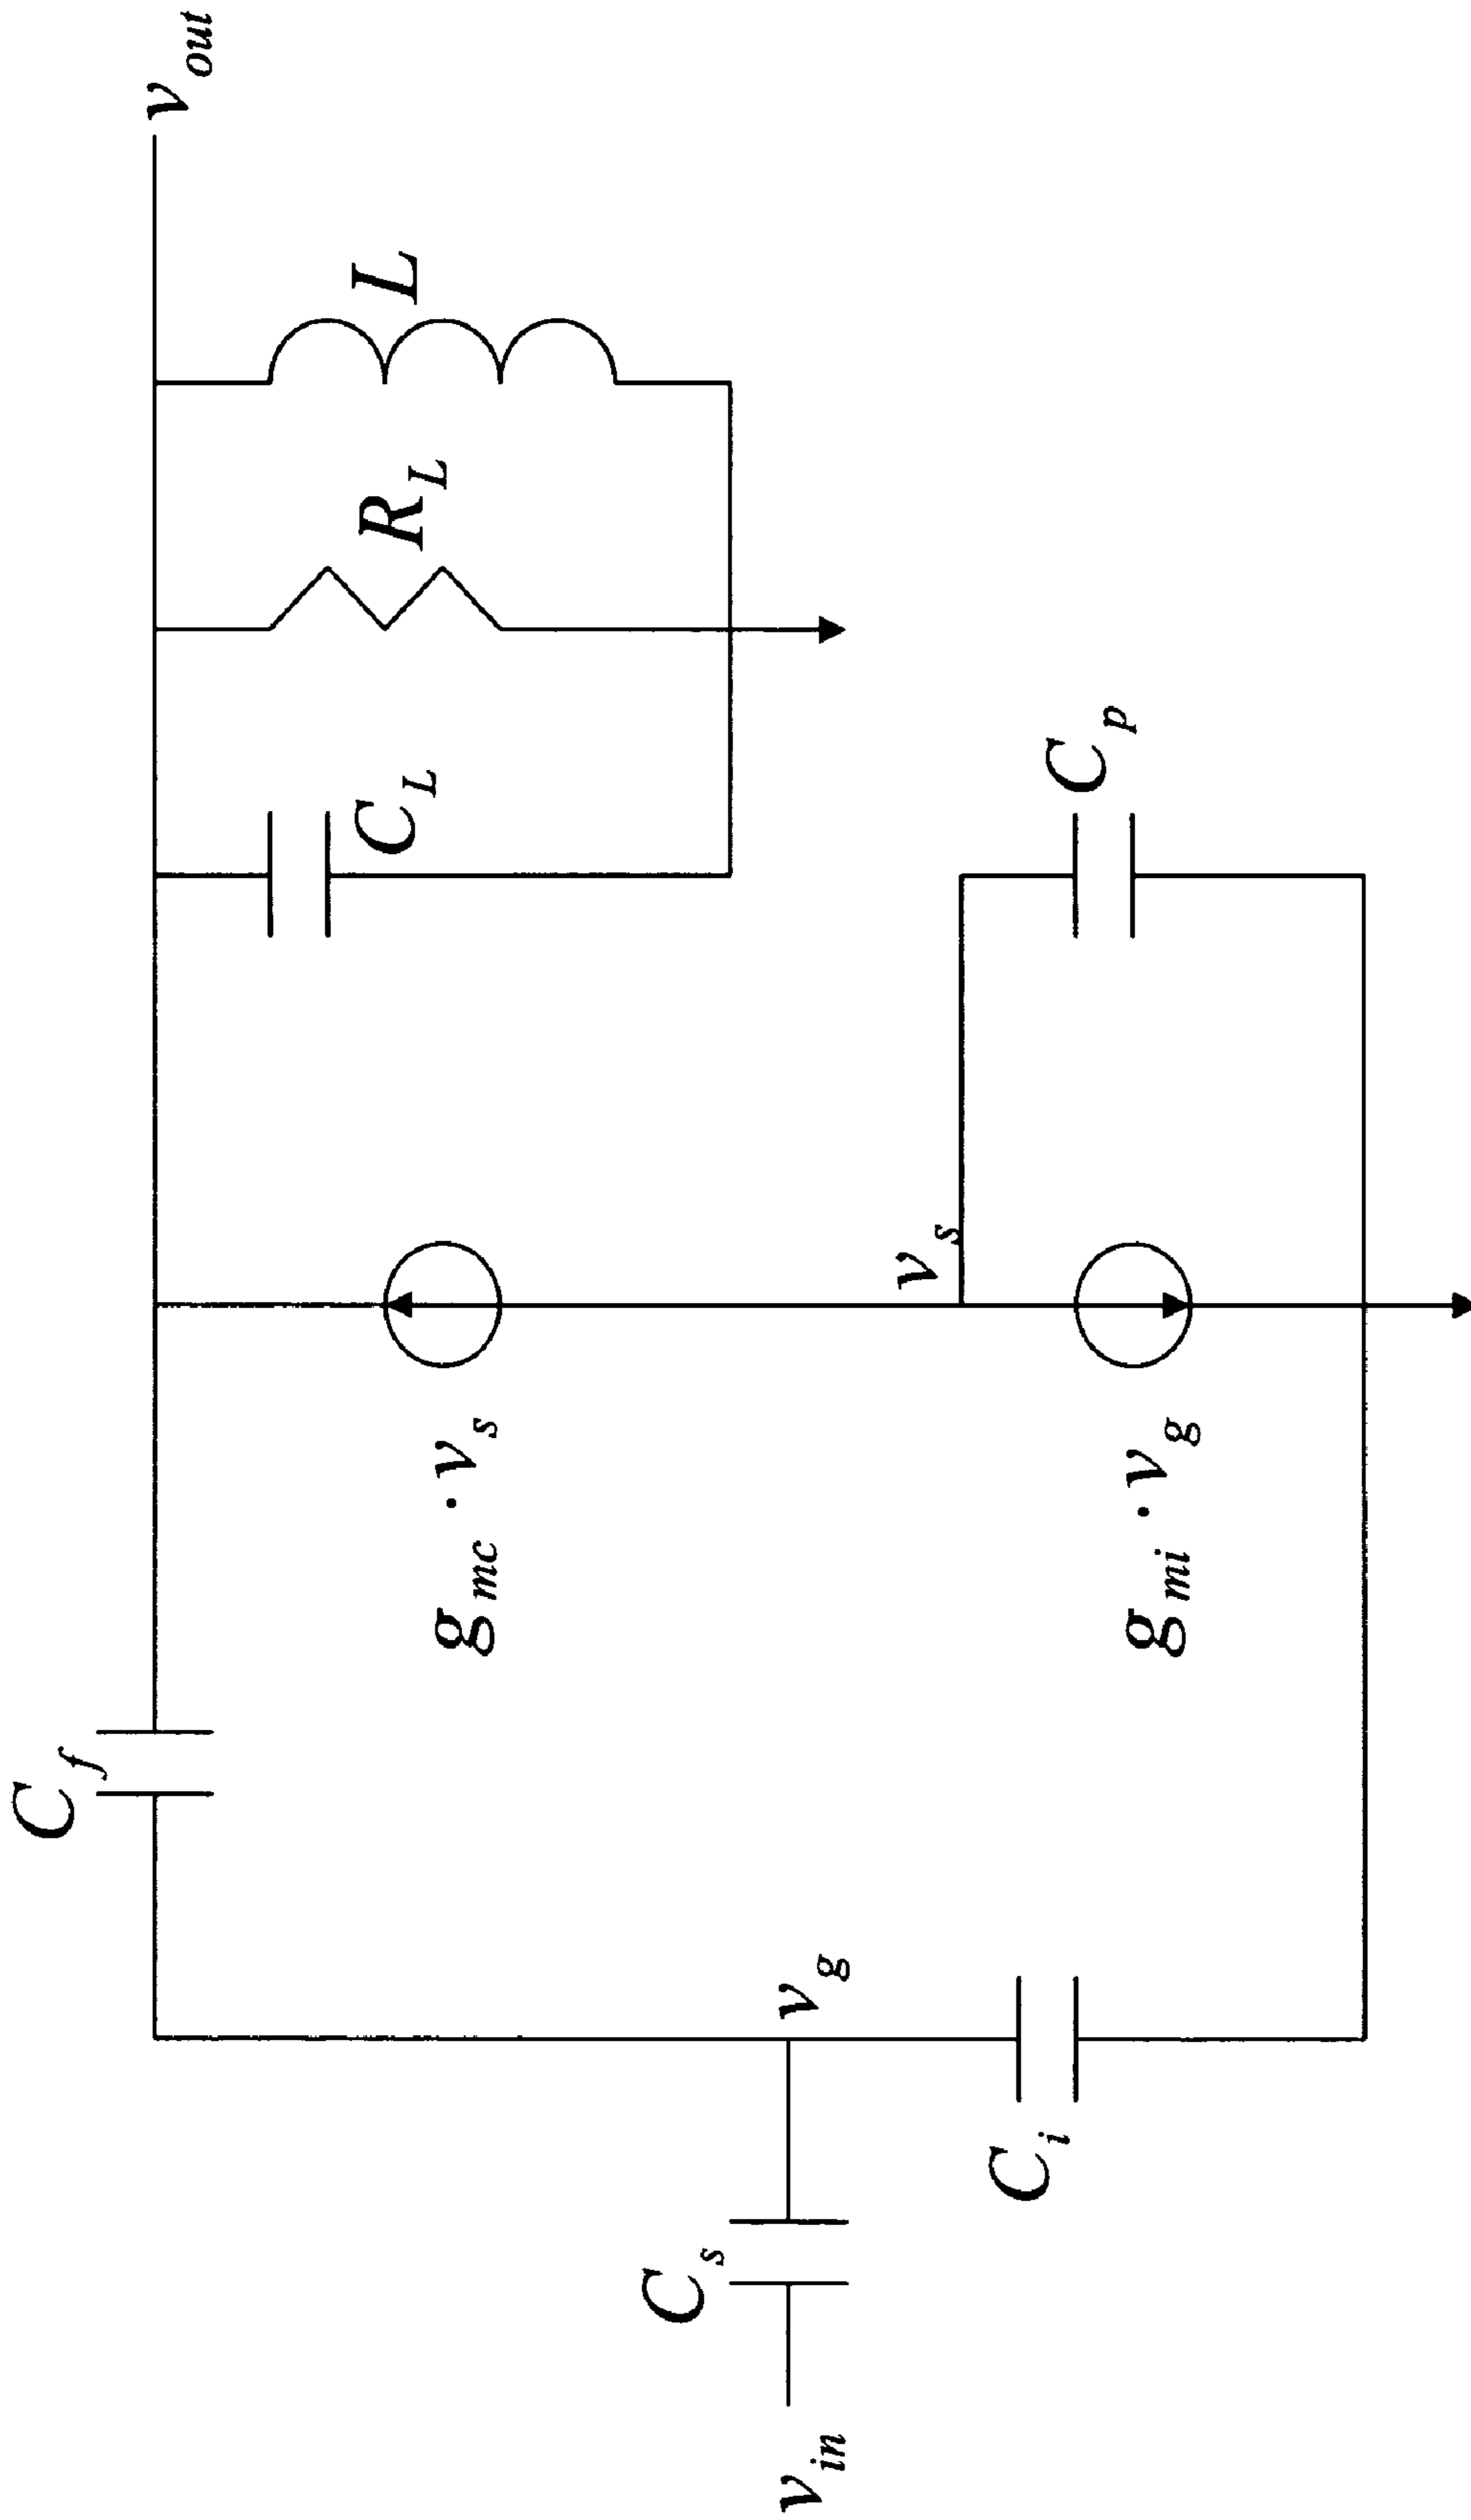 C_f
v_out
C_L
R_L
L
g_mc · v_s
v_s
v_in
C_s
v_g
C_i
g_mi · v_g
C_p